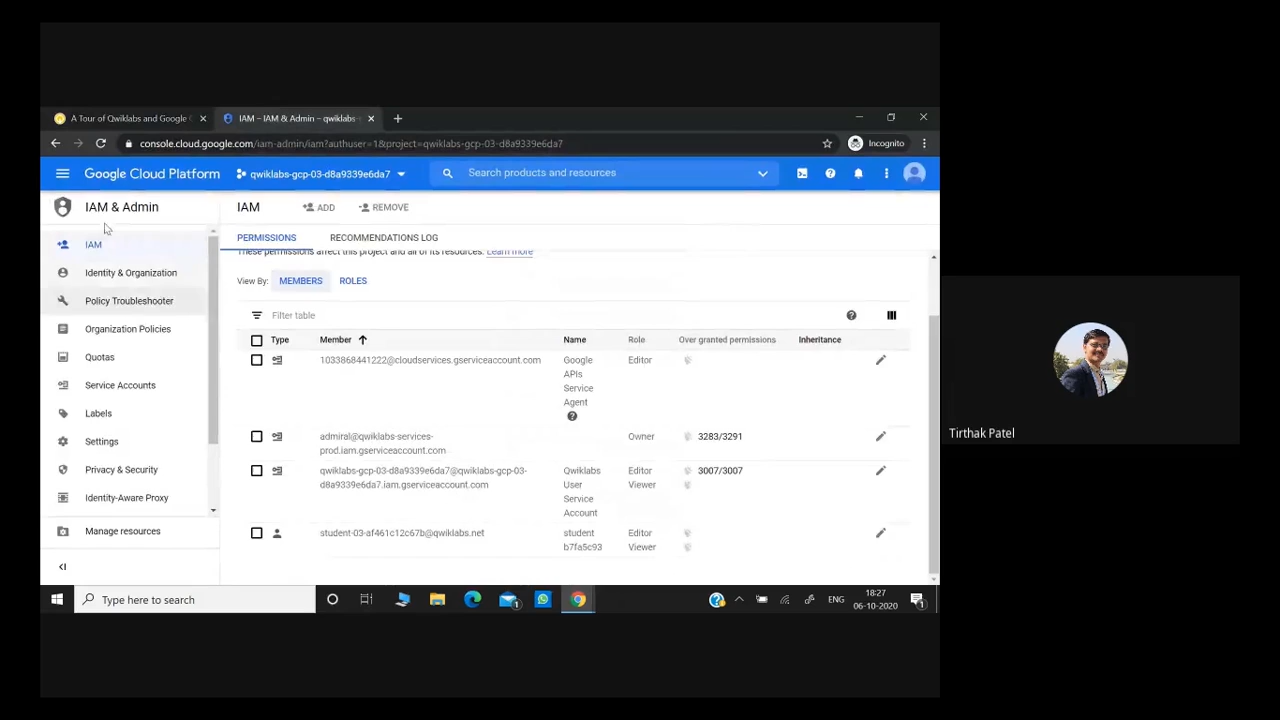 A Tour of Qwiklabs and Google
IAM – IAM & Admin – qwiklabs-
console.cloud.google.com/iam-admin/iam?authuser=1&project=qwiklabs-gcp-03-d8a9339e6da7
Incognito
Google Cloud Platform
qwiklabs-gcp-03-d8a9339e6da7
Search products and resources
IAM & Admin
IAM
ADD
REMOVE
IAM
Identity & Organization
Policy Troubleshooter
Organization Policies
Quotas
Service Accounts
Labels
Settings
Privacy & Security
Identity-Aware Proxy
Manage resources
PERMISSIONS
RECOMMENDATIONS LOG
These permissions affect this project and all of its resources. Learn more
View By: MEMBERS ROLES
Filter table
Type Member Name Role Over granted permissions Inheritance
1033868441222@cloudservices.gserviceaccount.com Google Editor
APIs
Service
Agent
admiral@qwiklabs-services- Owner 3283/3291
prod.iam.gserviceaccount.com
qwiklabs-gcp-03-d8a9339e6da7@qwiklabs-gcp-03- Qwiklabs Editor 3007/3007
d8a9339e6da7.iam.gserviceaccount.com User Viewer
Service
Account
student-03-af461c12c67b@qwiklabs.net student Editor
b7fa5c93 Viewer
Type here to search
1
ENG
18:27
06-10-2020
1
Tirthak Patel